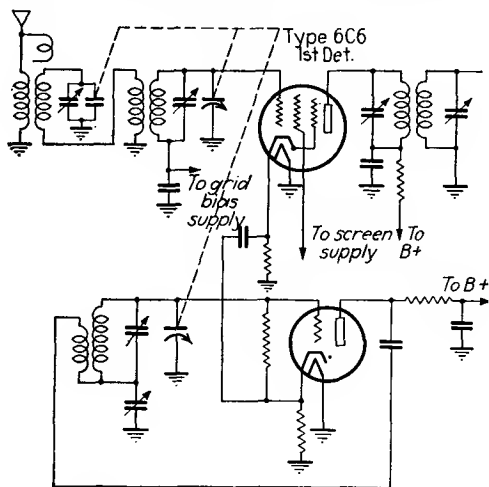 Type 6C6
1st Det.
To grid
bias
supply
To screen
supply
To
B+
To B+